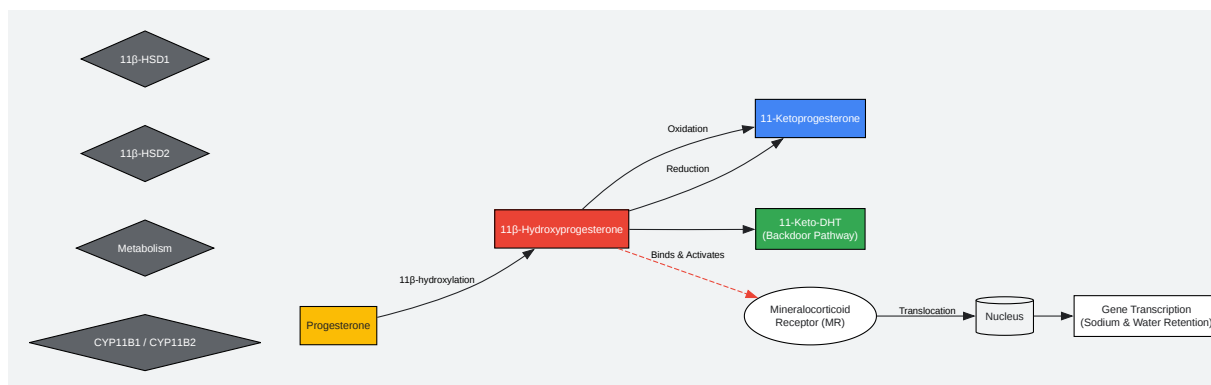 11β-HSD1
11β-HSD2
Metabolism
CYP11B1 / CYP11B2
Progesterone
11β-hydroxylation
11β-Hydroxyprogesterone
Oxidation
Reduction
11-Ketoprogesterone
11-Keto-DHT
(Backdoor Pathway)
Binds & Activates
Mineralocorticoid
Receptor (MR)
Translocation
Nucleus
Gene Transcription
(Sodium & Water Retention)